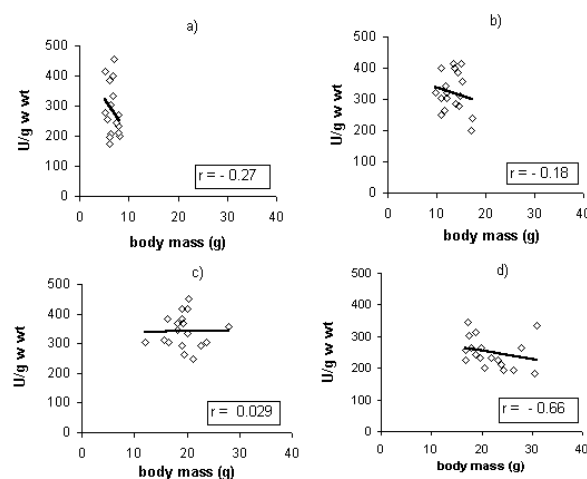 a)
U/g w wt
500
400
300
200
100
0
r = - 0.27
0 10 20 30 40
body mass (g)
b)
U/g w wt
500
400
300
200
100
0
r = - 0.18
0 10 20 30 40
body mass (g)
c)
U/g w wt
500
400
300
200
100
0
r = 0.029
0 10 20 30 40
body mass (g)
d)
U/g w wt
500
400
300
200
100
0
r = - 0.66
0 10 20 30 40
body mass (g)